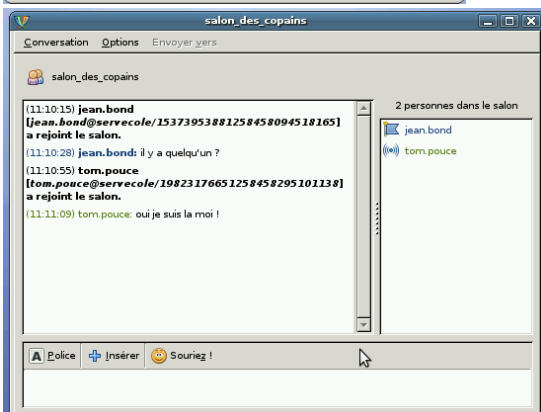 salon_des_copains
Conversation Options Envoyer vers
salon_des_copains
(11:10:15) jean.bond
[jean.bond@servecole/15373953881258458094518165]
a rejoint le salon.
(11:10:28) jean.bond: il y a quelqu'un ?
(11:10:55) tom.pouce
[tom.pouce@servecole/19823176651258458295101138]
a rejoint le salon.
(11:11:09) tom.pouce: oui je suis la moi !
2 personnes dans le salon
jean.bond
tom.pouce
A Police Insérer Souriez !